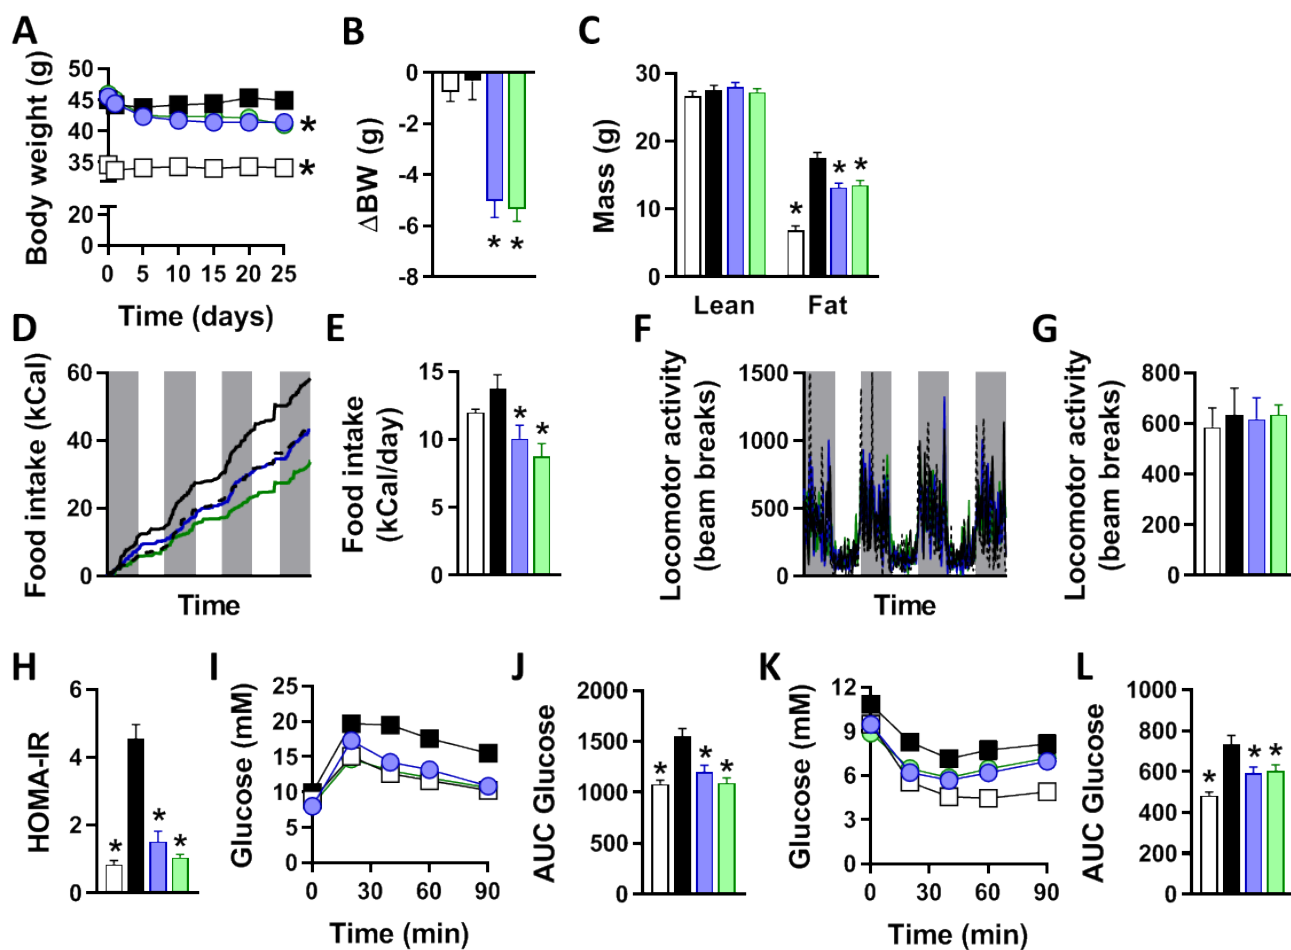 A
Body weight (g)
50
45
35
20
0
0 5 10 15 20 25
Time (days)
*
*
B
ΔBW (g)
0
-2
-4
-6
-8
* *
C
Mass (g)
30
20
10
0
* * *
Lean Fat
D
Food intake (kCal)
60
40
20
0
Time
E
Food intake
(kCal/day)
15
10
5
0
* *
F
Locomotor activity
(beam breaks)
1500
1000
500
0
Time
G
Locomotor activity
(beam breaks)
800
600
400
200
0
H
HOMA-IR
6
4
2
0
* * *
I
Glucose (mM)
25
20
15
10
5
0
0 30 60 90
Time (min)
J
AUC Glucose
2000
1500
1000
500
0
* * *
K
Glucose (mM)
12
9
6
3
0
0 30 60 90
Time (min)
L
AUC Glucose
1000
800
600
400
200
0
* * *